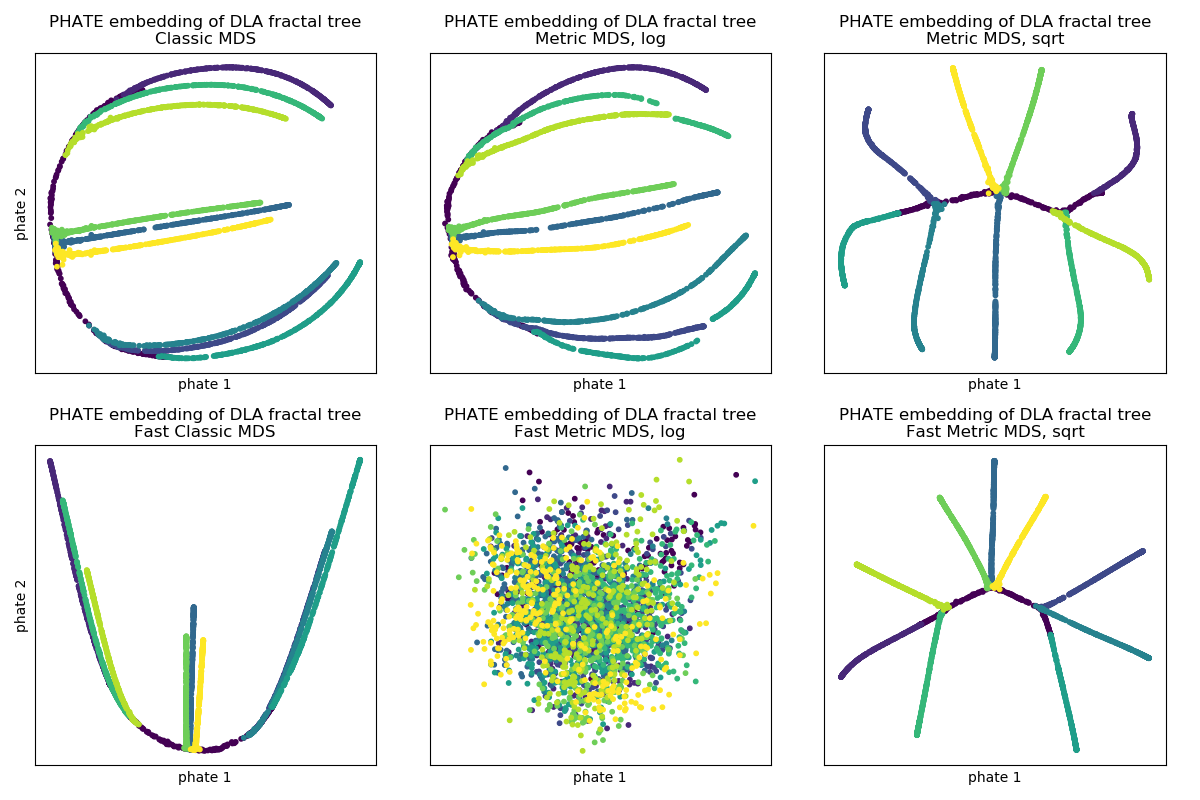 PHATE embedding of DLA fractal tree
Classic MDS
PHATE embedding of DLA fractal tree
Metric MDS, log
PHATE embedding of DLA fractal tree
Metric MDS, sqrt
phate 2
phate 1
phate 1
phate 1
PHATE embedding of DLA fractal tree
Fast Classic MDS
PHATE embedding of DLA fractal tree
Fast Metric MDS, log
PHATE embedding of DLA fractal tree
Fast Metric MDS, sqrt
phate 2
phate 1
phate 1
phate 1